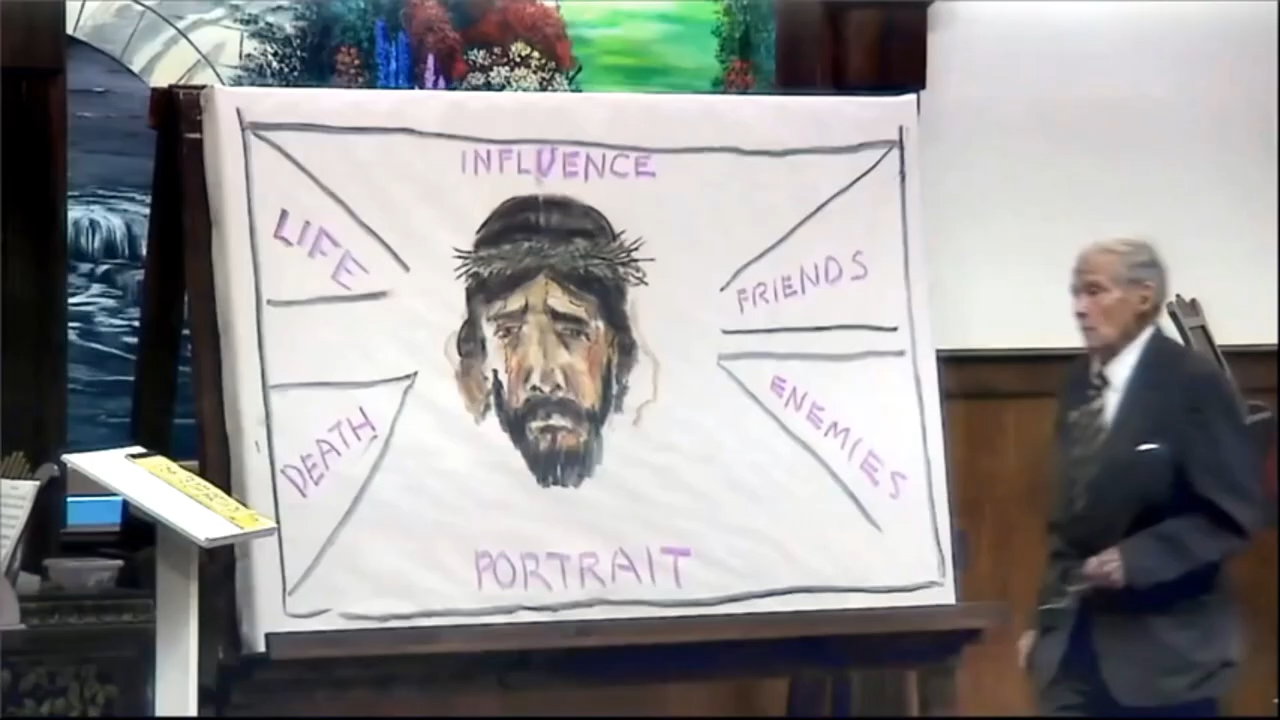 INFLUENCE
LIFE
FRIENDS
DEATH
ENEMIES
PORTRAIT